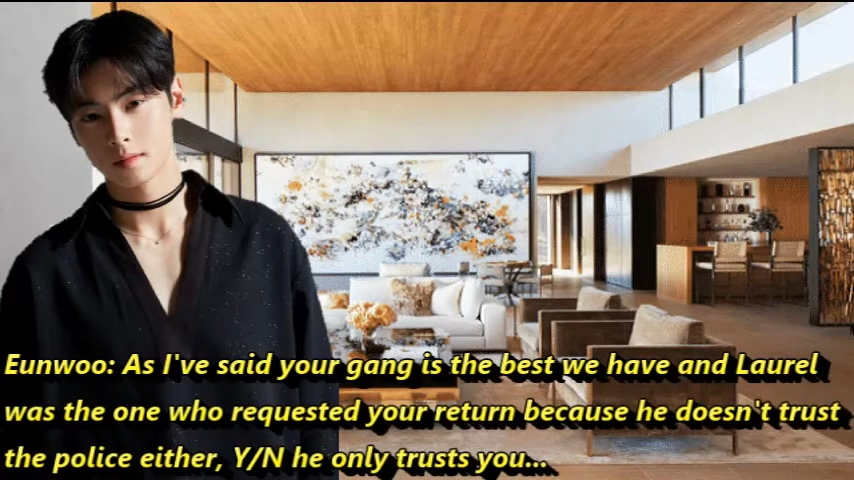 Eunwoo: As I've said your gang is the best we have and Laurel
was the one who requested your return because he doesn't trust
the police either, Y/N he only trusts you...